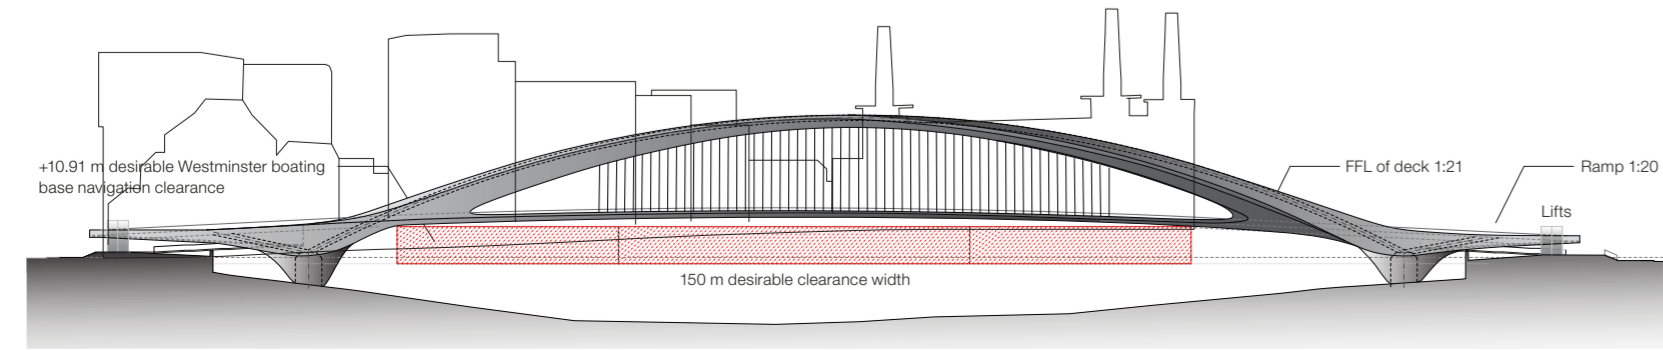 +10.91 m desirable Westminster boating
base navigation clearance
FFL of deck 1:21
Ramp 1:20
Lifts
150 m desirable clearance width